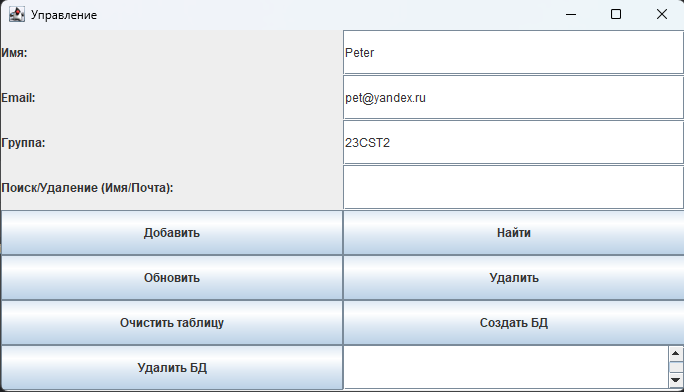 Управление
Имя: Peter
Email: pet@yandex.ru
Группа: 23CST2
Поиск/Удаление (Имя/Почта):
Добавить Найти
Обновить Удалить
Очистить таблицу Создать БД
Удалить БД